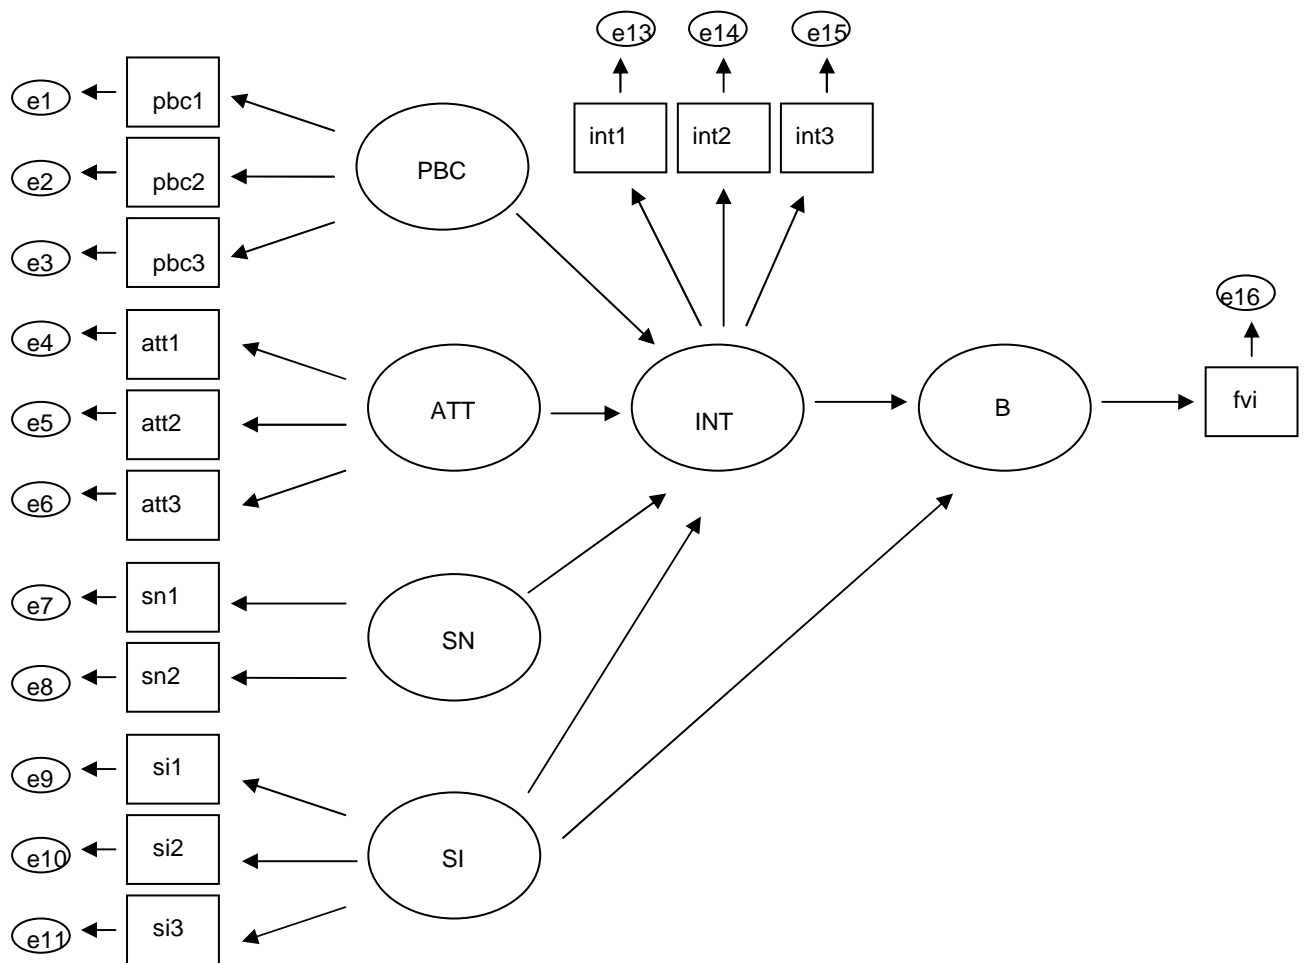 e13 e14 e15
e1 pbc1
int1 int2 int3
e2 pbc2 PBC
e3 pbc3
e16
e4 att1
e5 att2 ATT INT B fvi
e6 att3
e7 sn1
SN
e8 sn2
e9 si1
e10 si2 SI
e11 si3